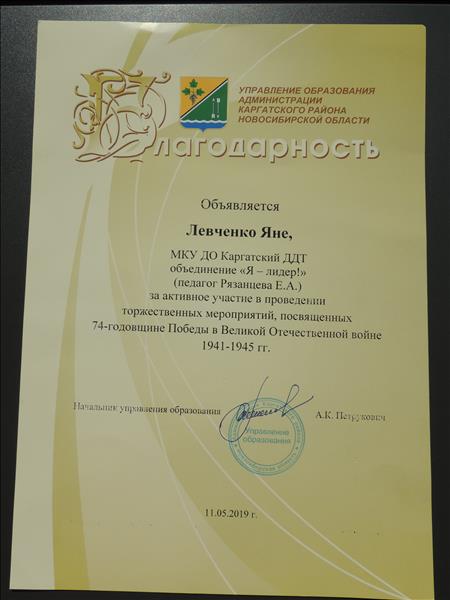 УПРАВЛЕНИЕ ОБРАЗОВАНИЯ
АДМИНИСТРАЦИИ
КАРГАТСКОГО РАЙОНА
НОВОСИБИРСКОЙ ОБЛАСТИ
Благодарность
Объявляется
Левченко Яне,
МКУ ДО Каргатский ДДТ
объединение «Я – лидер!»
(педагог Рязанцева Е.А.)
за активное участие в проведении
торжественных мероприятий, посвященных
74-годовщине Победы в Великой Отечественной войне
1941-1945 гг.
Начальник управления образования
А.К. Петрукович
Управление
образования
11.05.2019 г.